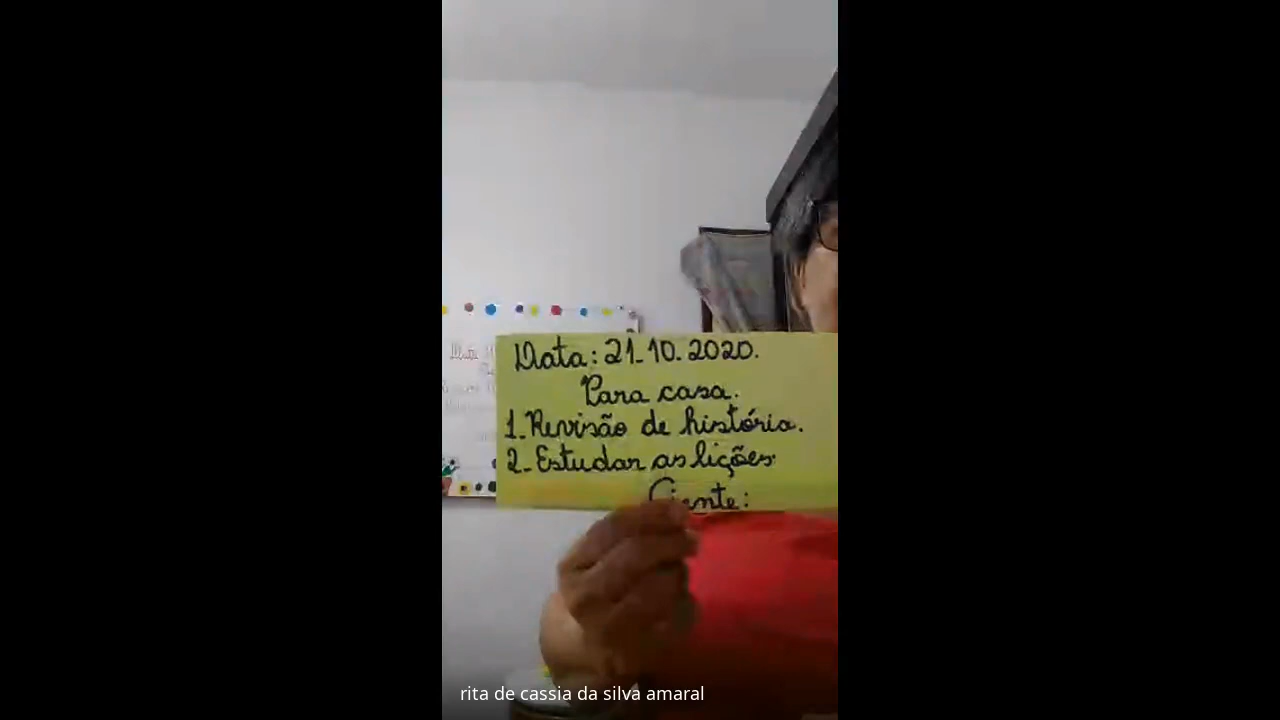 Data: 21.10.2020.
Para casa.
1. Revisão de história.
2. Estudar as lições.
Ciente:
rita de cassia da silva amaral